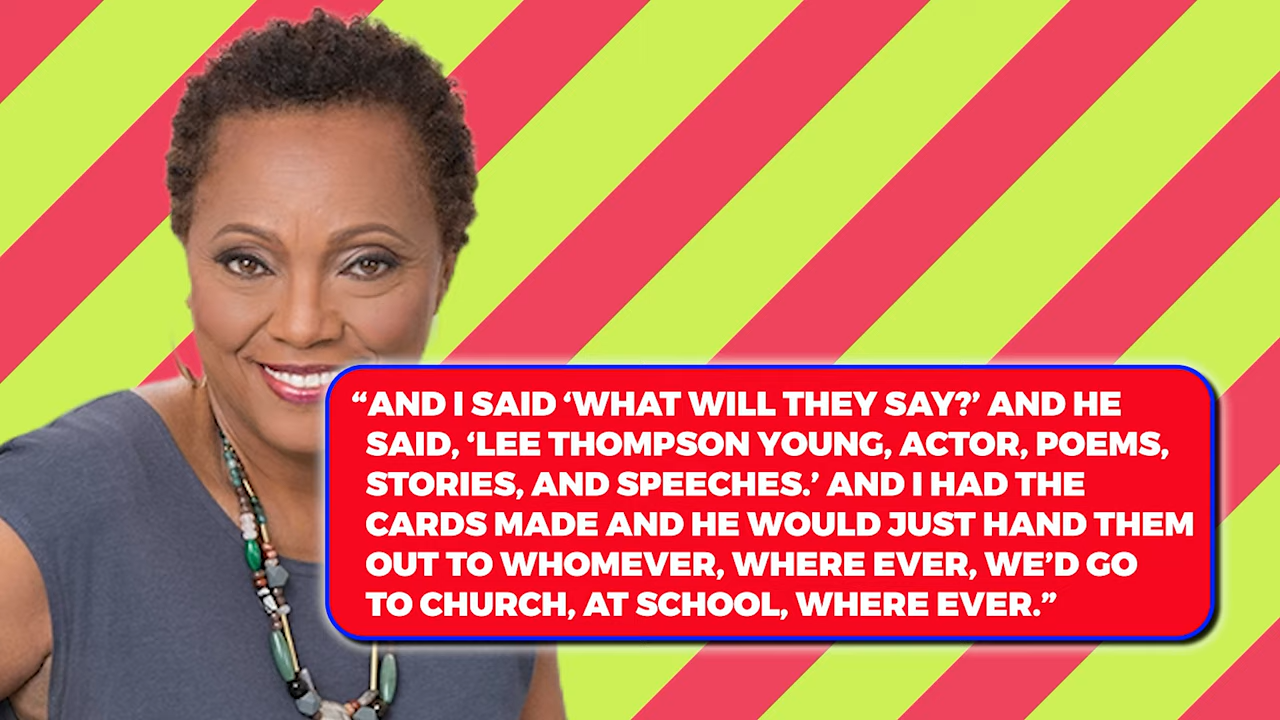 “AND I SAID ‘WHAT WILL THEY SAY?’ AND HE
SAID, ‘LEE THOMPSON YOUNG, ACTOR, POEMS,
STORIES, AND SPEECHES.’ AND I HAD THE
CARDS MADE AND HE WOULD JUST HAND THEM
OUT TO WHOMEVER, WHERE EVER, WE’D GO
TO CHURCH, AT SCHOOL, WHERE EVER.”